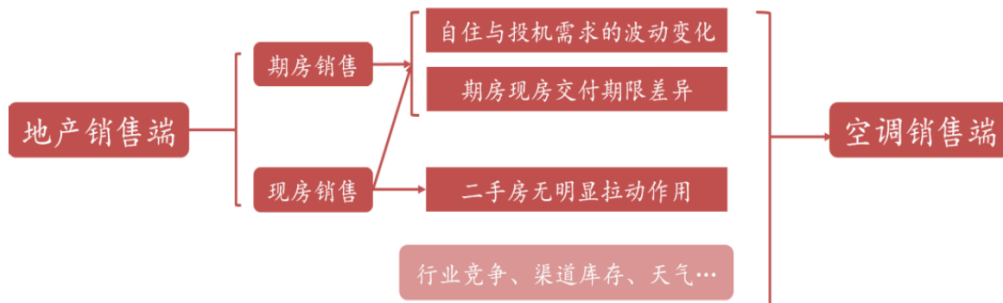 地产销售端
期房销售
现房销售
自住与投机需求的波动变化
期房现房交付期限差异
二手房无明显拉动作用
行业竞争、渠道库存、天气…
空调销售端